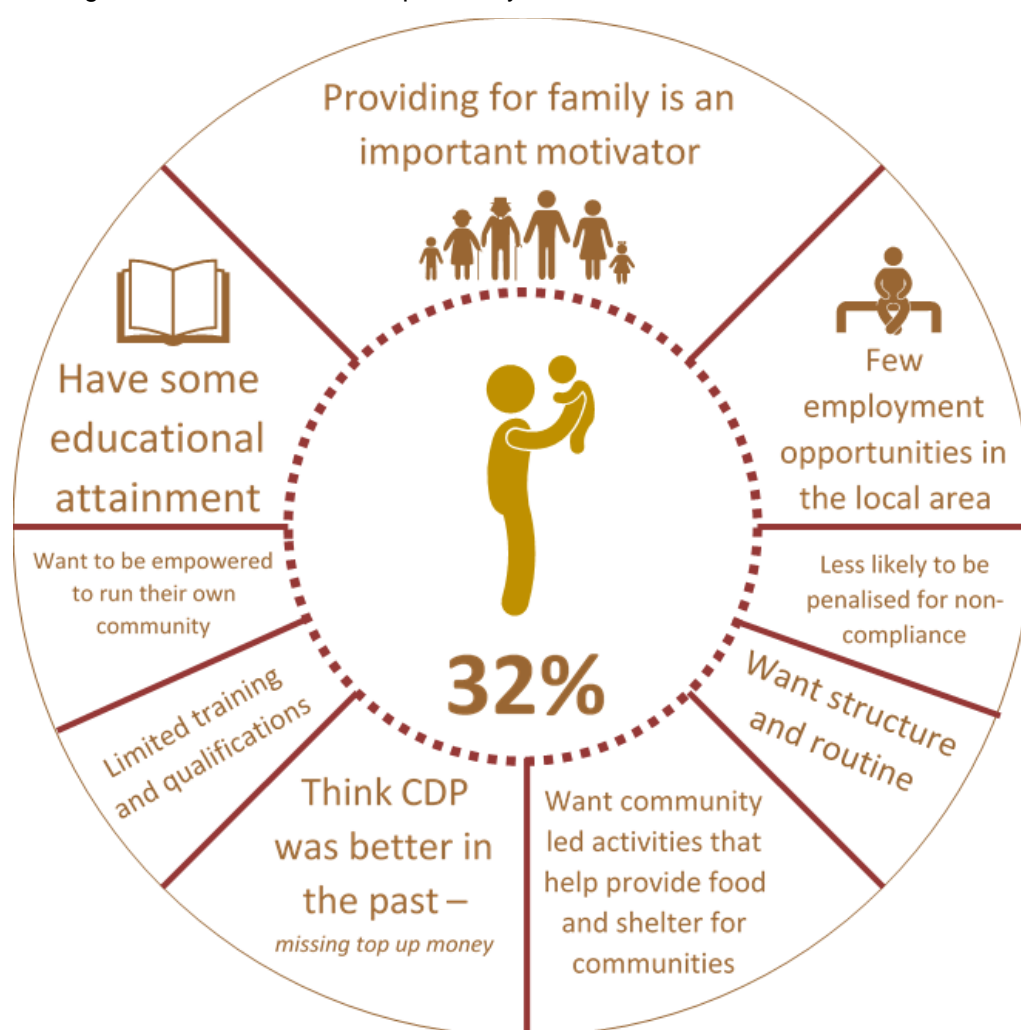 Providing for family is an
important motivator
Few
employment
opportunities in
the local area
Less likely to be
penalised for non-
compliance
Want structure
and routine
Want community
led activities that
help provide food
and shelter for
communities
Think CDP
was better in
the past –
missing top up money
Limited training
and qualifications
Want to be empowered
to run their own
community
Have some
educational
attainment
32%